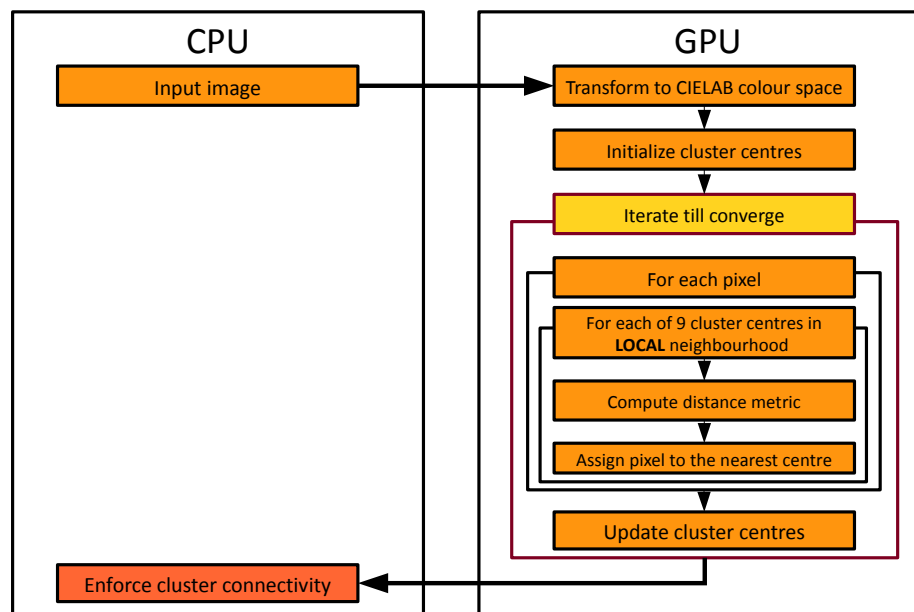 CPU
Input image
Enforce cluster connectivity
GPU
Transform to CIELAB colour space
Initialize cluster centres
Iterate till converge
For each pixel
For each of 9 cluster centres in
LOCAL neighbourhood
Compute distance metric
Assign pixel to the nearest centre
Update cluster centres